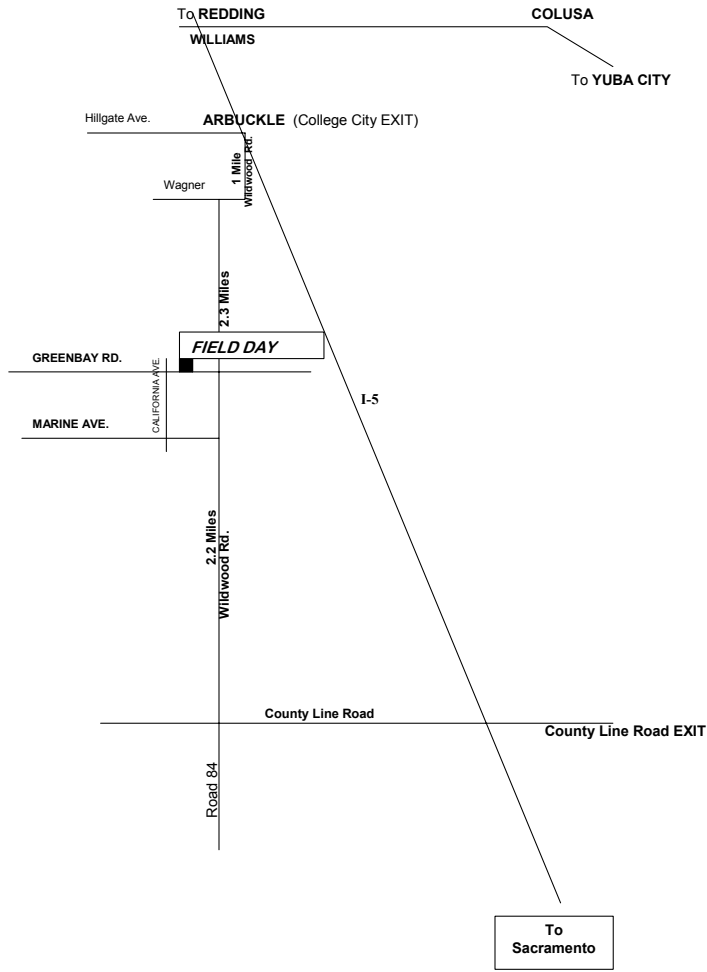 To REDDING
COLUSA
WILLIAMS
To YUBA CITY
Hillgate Ave.
ARBUCKLE (College City EXIT)
1 Mile
Wildwood Rd.
Wagner
2.3 Miles
FIELD DAY
GREENBAY RD.
CALIFORNIA AVE.
I-5
MARINE AVE.
2.2 Miles
Wildwood Rd.
County Line Road
County Line Road EXIT
Road 84
To
Sacramento